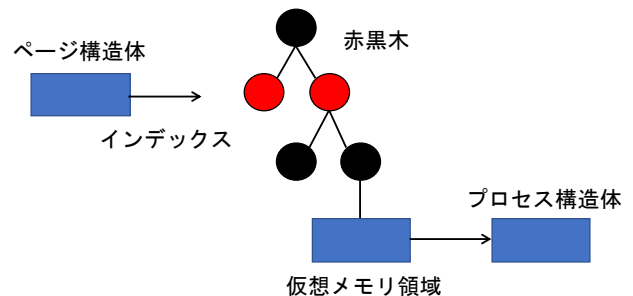 赤黒木
ページ構造体
インデックス
プロセス構造体
仮想メモリ領域